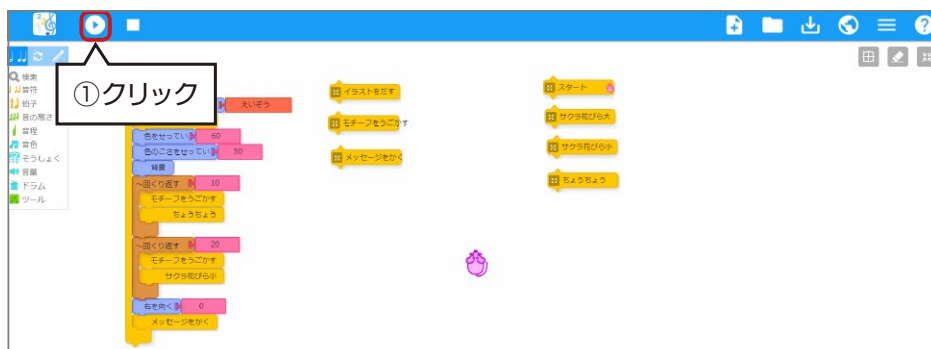 ①クリック
検索
音符
拍子
音の高さ
音程
音色
そうしょく
音量
ドラム
ツール
えいぞう
色をせってい 60
色のこさをせってい 50
背景
～回くり返す 10
モチーフをうごかす
ちょうちょう
～回くり返す 20
モチーフをうごかす
サクラ花びら小
右を向く 0
メッセージをかく
イラストをだす
モチーフをうごかす
メッセージをかく
スタート
サクラ花びら大
サクラ花びら小
ちょうちょう